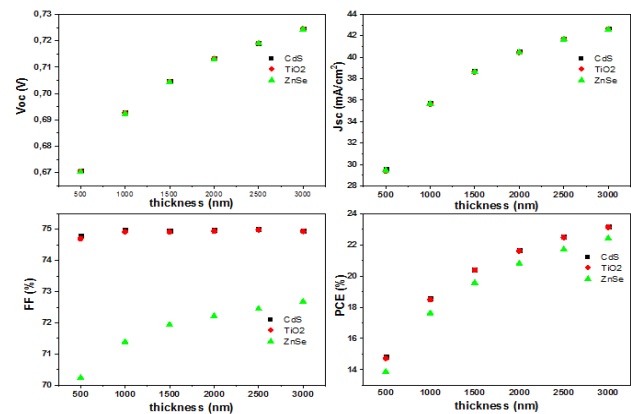 0,73
0,72
0,71
0,70
0,69
0,68
0,67
Voc (V)
CdS
TiO2
ZnSe
500 1000 1500 2000 2500 3000
thickness (nm)
44
42
40
38
36
34
32
30
28
Jsc (mA/cm²)
CdS
TiO2
ZnSe
500 1000 1500 2000 2500 3000
thickness (nm)
75
74
73
72
71
70
FF (%)
CdS
TiO2
ZnSe
500 1000 1500 2000 2500 3000
thickness (nm)
24
22
20
18
16
14
PCE (%)
CdS
TiO2
ZnSe
500 1000 1500 2000 2500 3000
thickness (nm)